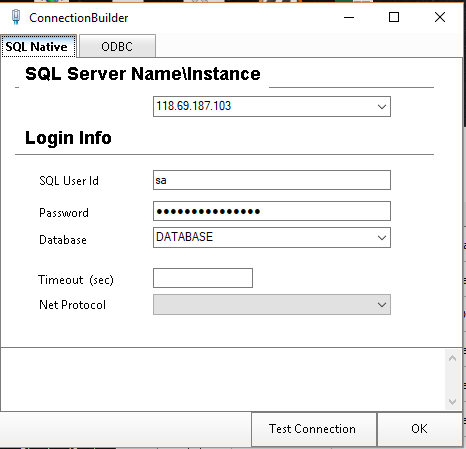 ConnectionBuilder
SQL Native ODBC
SQL Server Name\Instance
118.69.187.103
Login Info
SQL User Id sa
Password ●●●●●●●●●●●●●●●
Database DATABASE
Timeout (sec)
Net Protocol
Test Connection OK